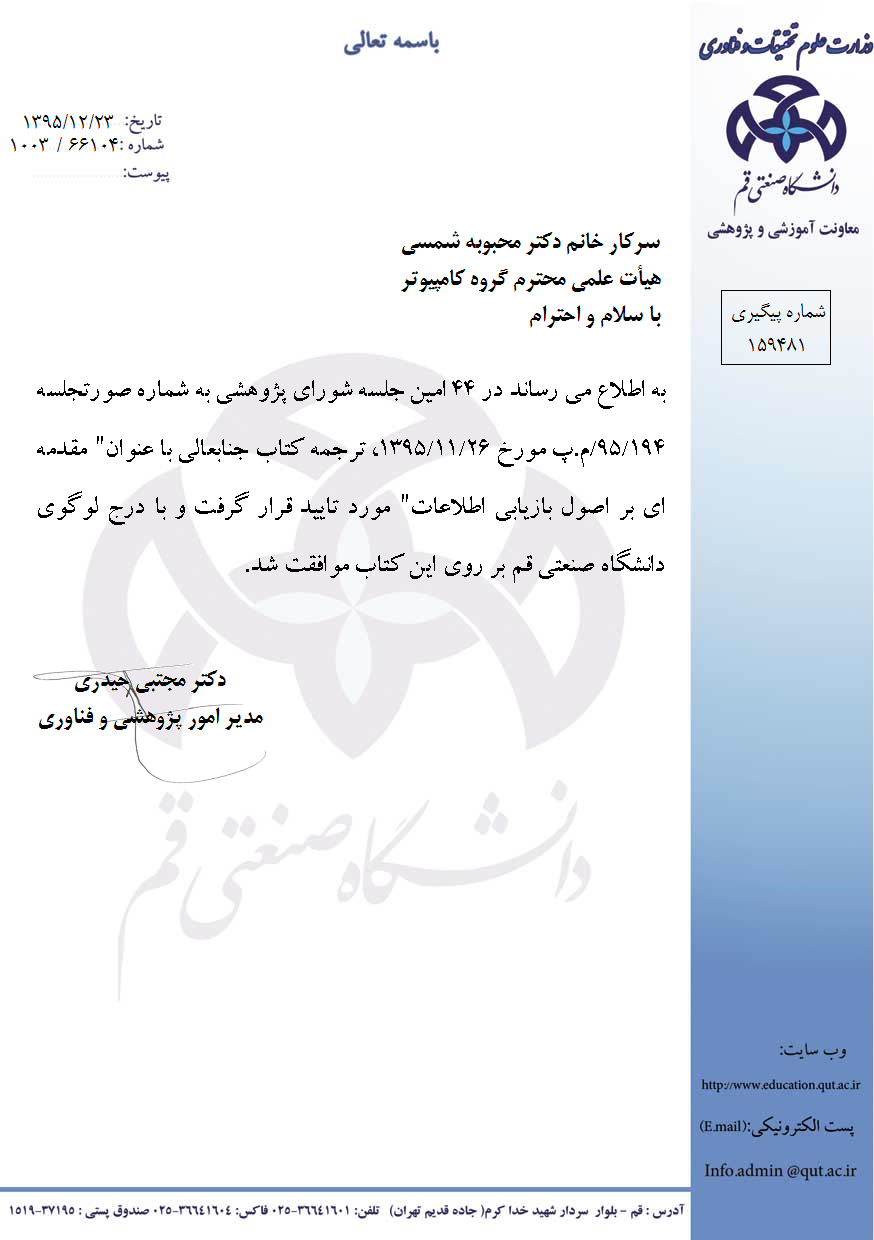 باسمه تعالی
وزارت علوم تحقیقات و فناوری
دانشگاه صنعتی قم
معاونت آموزشی و پژوهشی
تاریخ: ۱۳۹۵/۱۲/۲۳
شماره: ۶۶۱۰۴ / ۱۰۰۳
پیوست:
شماره پیگیری
۱۵۹۴۸۱
سرکار خانم دکتر محبوبه شمسی
هیأت علمی محترم گروه کامپیوتر
با سلام و احترام
به اطلاع می رساند در ۴۴ امین جلسه شورای پژوهشی به شماره صورتجلسه
۹۵/۱۹۴/م.پ مورخ ۱۳۹۵/۱۱/۲۶، ترجمه کتاب جنابعالی با عنوان" مقدمه
ای بر اصول بازیابی اطلاعات" مورد تایید قرار گرفت و با درج لوگوی
دانشگاه صنعتی قم بر روی این کتاب موافقت شد.
دکتر مجتبی حیدری
مدیر امور پژوهشی و فناوری
دانشگاه صنعتی قم
وب سایت:
http://www.education.qut.ac.ir
پست الکترونیکی:(E.mail)
Info.admin @qut.ac.ir
آدرس : قم - بلوار سردار شهید خدا کرم( جاده قدیم تهران) تلفن: ۳۶۶۴۱۶۰۱-۰۲۵ فاکس: ۳۶۶۴۱۶۰۴-۰۲۵ صندوق پستی : ۳۷۱۹۵-۱۵۱۹